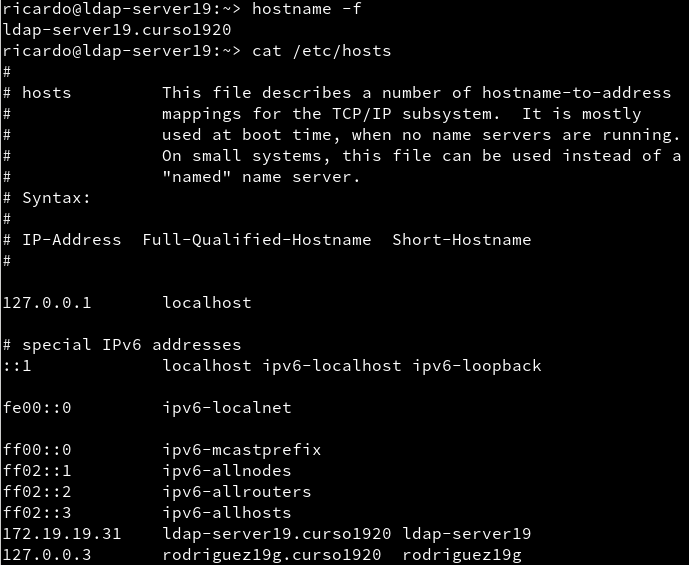 ricardo@ldap-server19:~> hostname -f
ldap-server19.curso1920
ricardo@ldap-server19:~> cat /etc/hosts
#
# hosts         This file describes a number of hostname-to-address
#               mappings for the TCP/IP subsystem.  It is mostly
#               used at boot time, when no name servers are running.
#               On small systems, this file can be used instead of a
#               "named" name server.
# Syntax:
#
# IP-Address  Full-Qualified-Hostname  Short-Hostname
#
127.0.0.1       localhost
# special IPv6 addresses
::1             localhost ipv6-localhost ipv6-loopback
fe00::0         ipv6-localnet
ff00::0         ipv6-mcastprefix
ff02::1         ipv6-allnodes
ff02::2         ipv6-allrouters
ff02::3         ipv6-allhosts
172.19.19.31    ldap-server19.curso1920 ldap-server19
127.0.0.3       rodriguez19g.curso1920  rodriguez19g